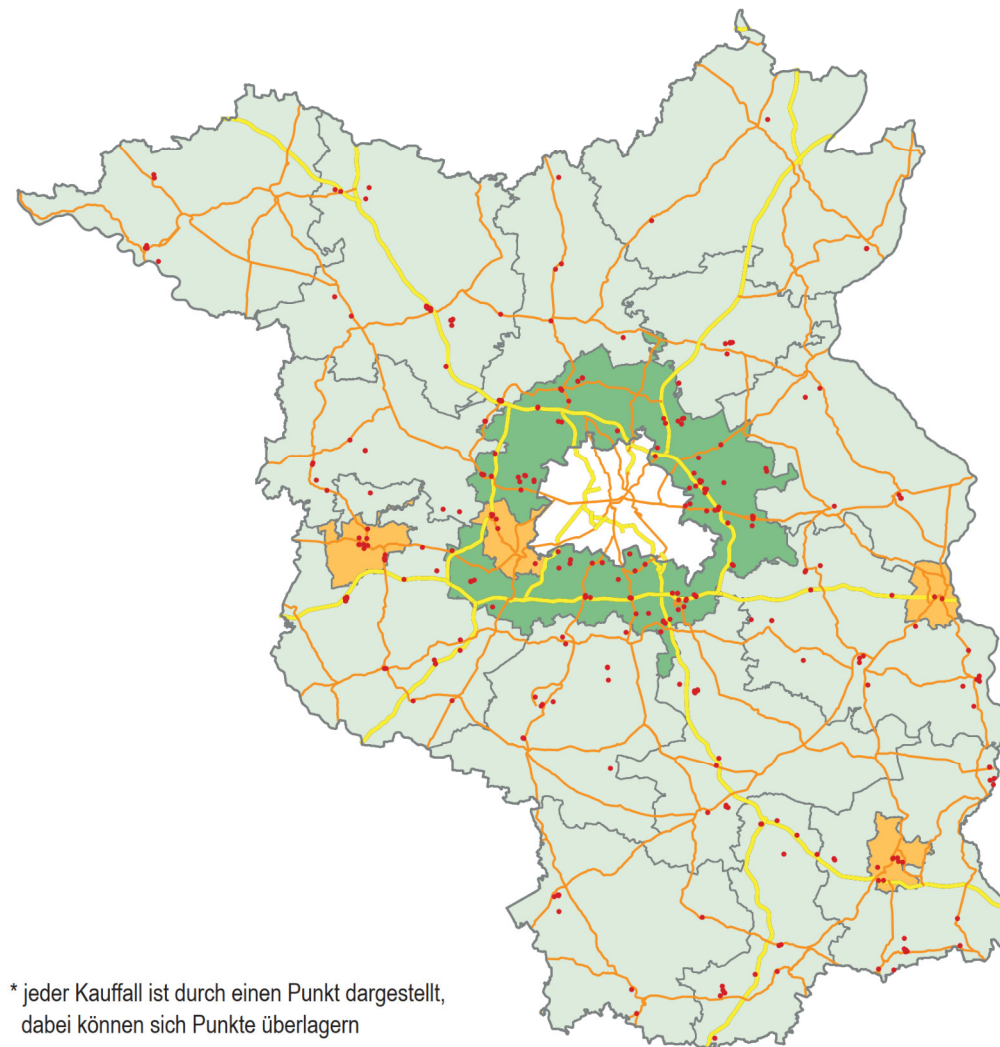 * jeder Kauffall ist durch einen Punkt dargestellt,
dabei können sich Punkte überlagern